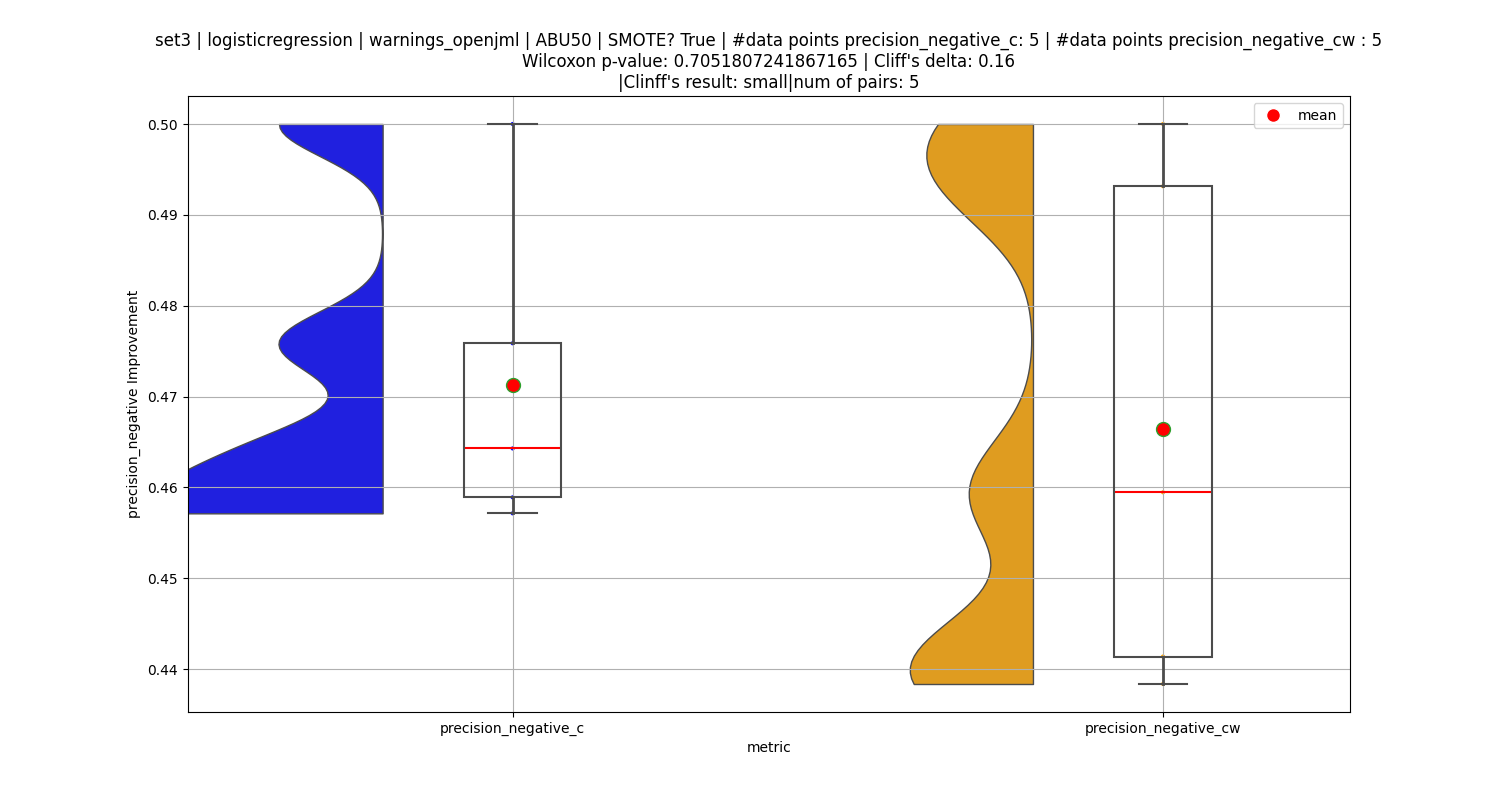 set3 | logisticregression | warnings_openjml | ABU50 | SMOTE? True | #data points precision_negative_c: 5 | #data points precision_negative_cw : 5
Wilcoxon p-value: 0.7051807241867165 | Cliff's delta: 0.16
|Clinff's result: small|num of pairs: 5
mean
0.50
0.49
0.48
0.47
0.46
0.45
0.44
precision_negative Improvement
precision_negative_c
precision_negative_cw
metric